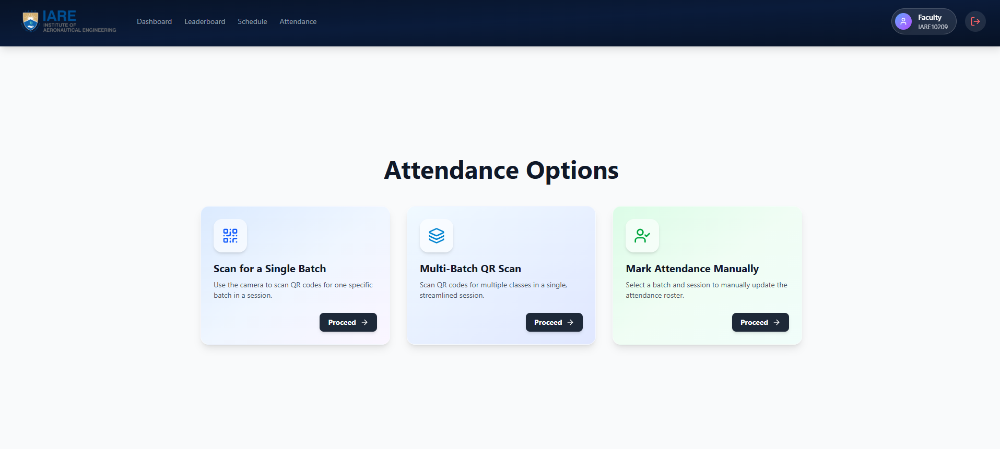 IARE
INSTITUTE OF
AERONAUTICAL ENGINEERING
Dashboard
Leaderboard
Schedule
Attendance
Faculty
IARE10209
Attendance Options
Scan for a Single Batch
Use the camera to scan QR codes for one specific
batch in a session.
Proceed
Multi-Batch QR Scan
Scan QR codes for multiple classes in a single,
streamlined session.
Proceed
Mark Attendance Manually
Select a batch and session to manually update the
attendance roster.
Proceed